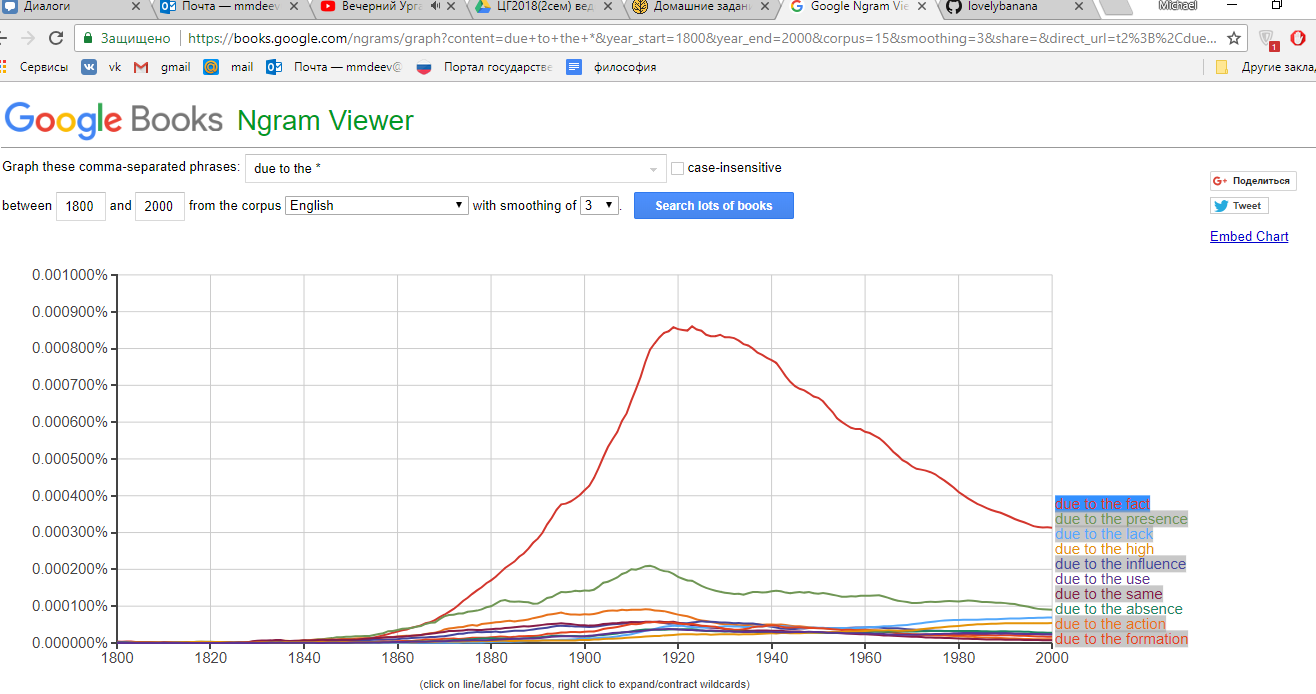 Диалоги
Почта — mmdeev
Вечерний Урга
ЦГ2018(2сем) вед
Домашние задан
Google Ngram Vie
lovelybanana
Michael
Защищено https://books.google.com/ngrams/graph?content=due+to+the+*&year_start=1800&year_end=2000&corpus=15&smoothing=3&share=&direct_url=t2%3B%2Cdue...
1
Сервисы vk gmail mail Почта — mmdeev@ Портал государстве философия Другие закла
Google Books Ngram Viewer
Graph these comma-separated phrases: due to the * case-insensitive
between 1800 and 2000 from the corpus English with smoothing of 3 . Search lots of books
G+ Поделиться
Tweet
Embed Chart
0.001000%
0.000900%
0.000800%
0.000700%
0.000600%
0.000500%
0.000400%
0.000300%
0.000200%
0.000100%
0.000000%
1800 1820 1840 1860 1880 1900 1920 1940 1960 1980 2000
due to the fact
due to the presence
due to the lack
due to the high
due to the influence
due to the use
due to the same
due to the absence
due to the action
due to the formation
(click on line/label for focus, right click to expand/contract wildcards)